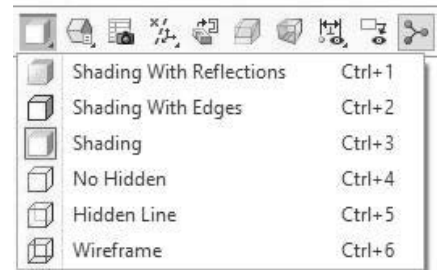 Shading With Reflections Ctrl+1
Shading With Edges Ctrl+2
Shading Ctrl+3
No Hidden Ctrl+4
Hidden Line Ctrl+5
Wireframe Ctrl+6